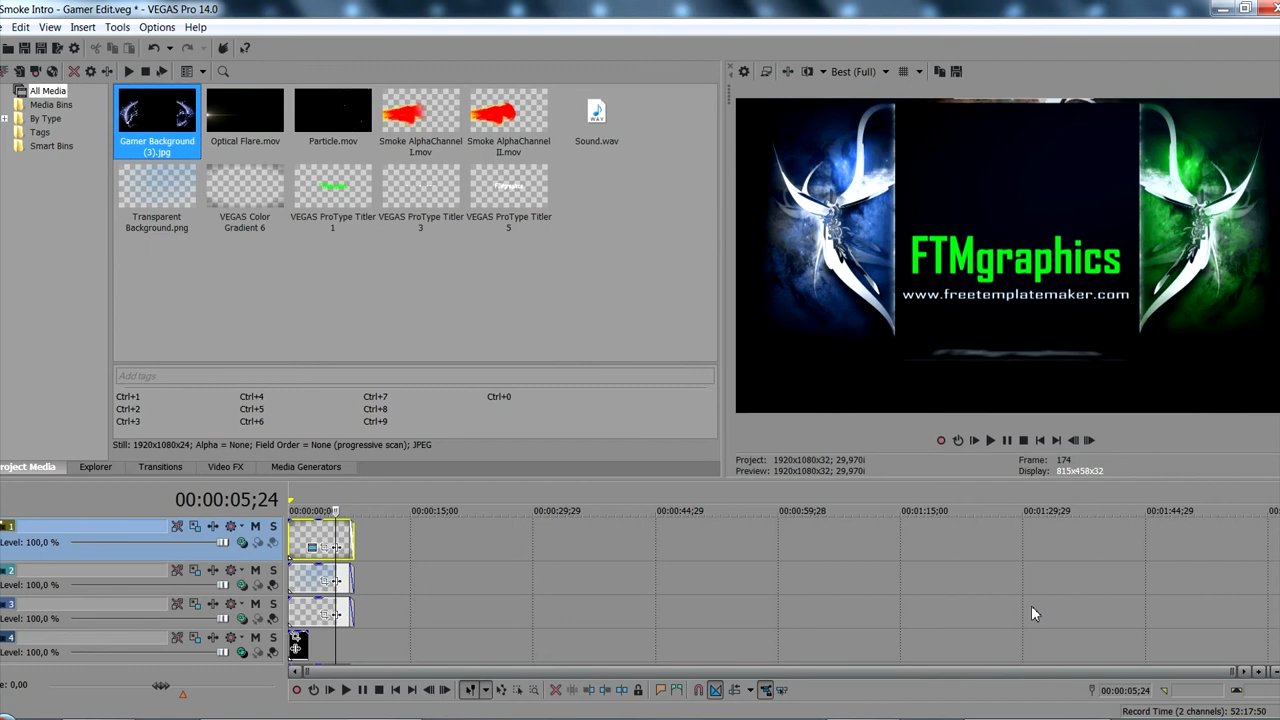 Smoke Intro - Gamer Edit.veg * - VEGAS Pro 14.0
Edit View Insert Tools Options Help
Best (Full)
All Media
Media Bins
By Type
Tags
Smart Bins
Gamer Background (3).jpg
Optical Flare.mov
Particle.mov
Smoke AlphaChannel I.mov
Smoke AlphaChannel II.mov
Sound.wav
Transparent Background.png
VEGAS Color Gradient 6
VEGAS ProType Titler 1
VEGAS ProType Titler 3
VEGAS ProType Titler 5
FTMgraphics
www.freetemplatemaker.com
Add tags
Ctrl+1 Ctrl+4 Ctrl+7 Ctrl+0
Ctrl+2 Ctrl+5 Ctrl+8
Ctrl+3 Ctrl+6 Ctrl+9
Still: 1920x1080x24; Alpha = None; Field Order = None (progressive scan); JPEG
Project: 1920x1080x32; 29,970i Frame: 174
Preview: 1920x1080x32; 29,970i Display: 815x458x32
roject Media Explorer Transitions Video FX Media Generators
00:00:05;24
00:00:00;0 00:00:15;00 00:00:29;29 00:00:44;29 00:00:59;28 00:01:15;00 00:01:29;29 00:01:44;29 00:0
1 M S
Level: 100,0 %
2 M S
Level: 100,0 %
3 M S
Level: 100,0 %
4 M S
Level: 100,0 %
e: 0,00
00:00:05;24
Record Time (2 channels): 52:17:50